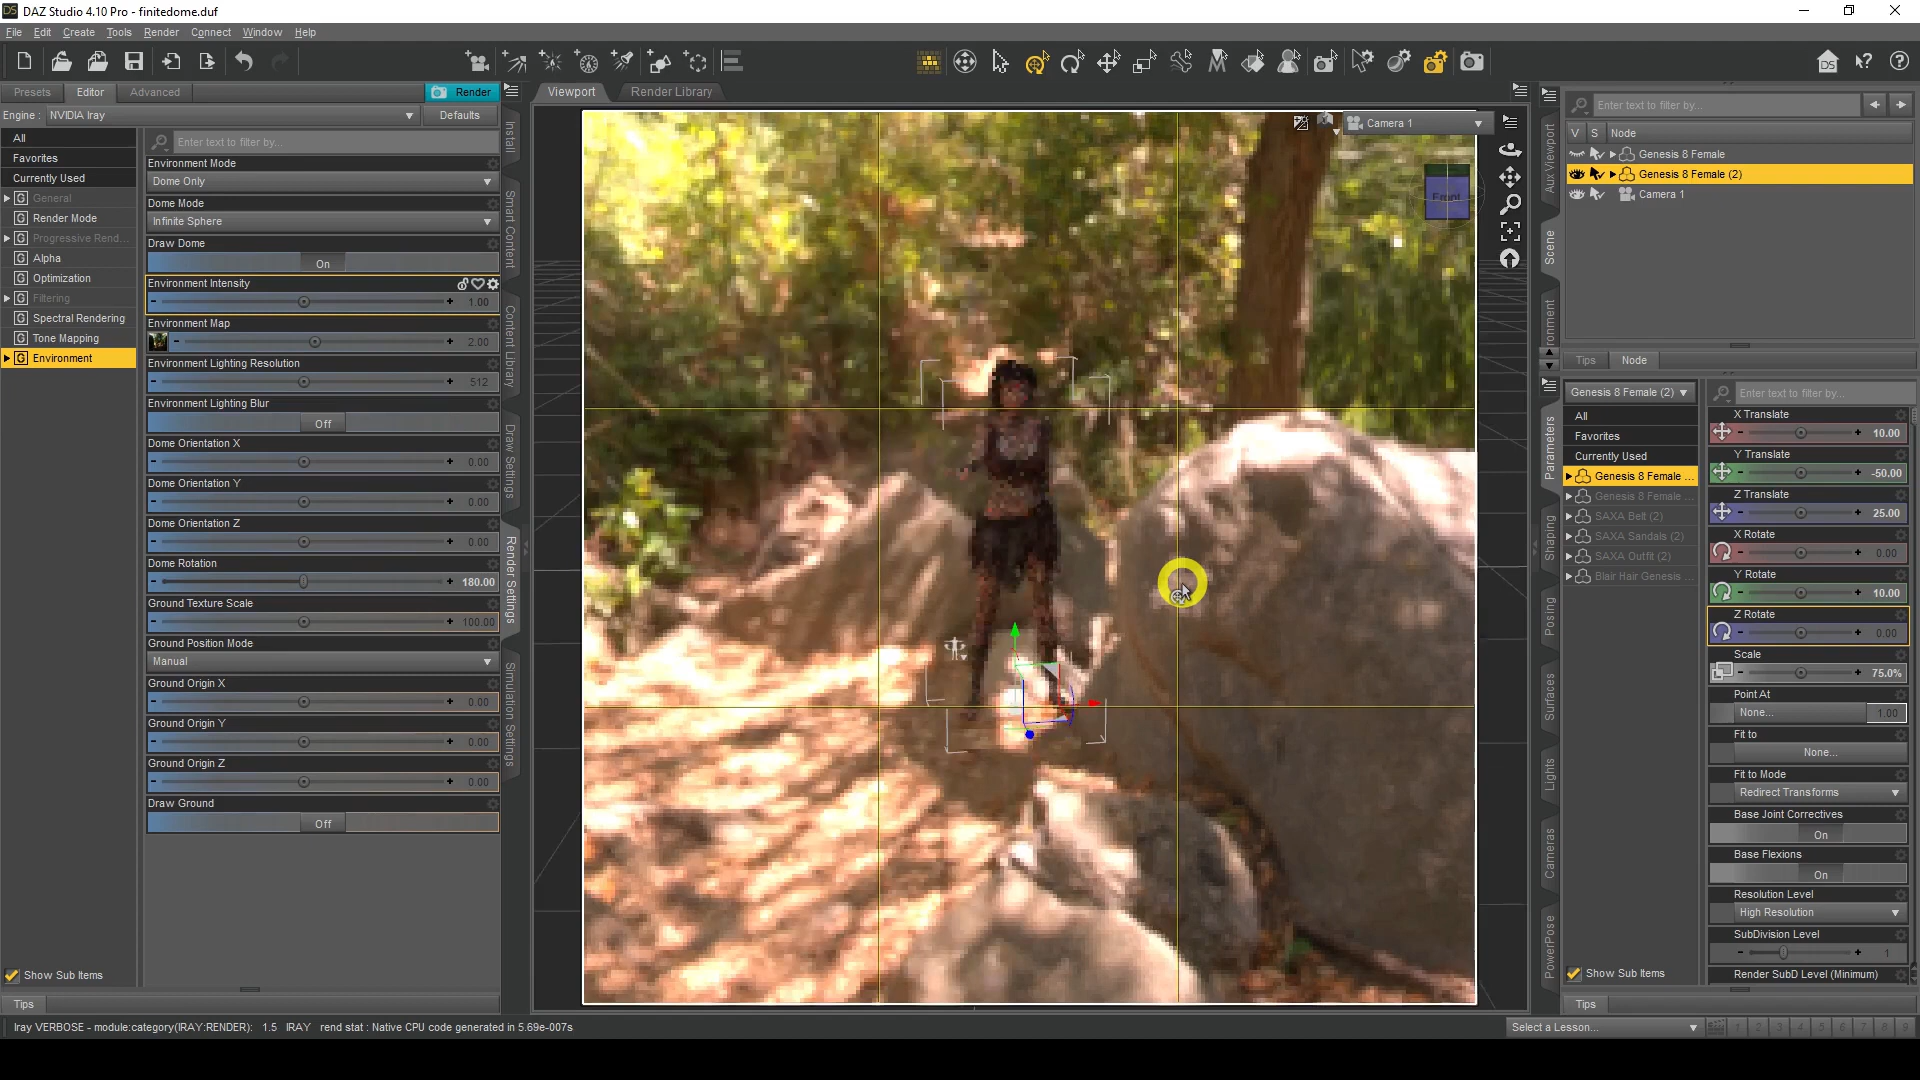 DAZ Studio 4.10 Pro - finitedome.duf
File Edit Create Tools Render Connect Window Help
Presets Editor Advanced Render
Engine : NVIDIA Iray Defaults
All
Favorites
Currently Used
General
Render Mode
Progressive Rend...
Alpha
Optimization
Filtering
Spectral Rendering
Tone Mapping
Environment
Show Sub Items
Tips
Enter text to filter by...
Environment Mode
Dome Only
Dome Mode
Infinite Sphere
Draw Dome
On
Environment Intensity
1.00
Environment Map
2.00
Environment Lighting Resolution
512
Environment Lighting Blur
Off
Dome Orientation X
0.00
Dome Orientation Y
0.00
Dome Orientation Z
0.00
Dome Rotation
180.00
Ground Texture Scale
100.00
Ground Position Mode
Manual
Ground Origin X
0.00
Ground Origin Y
0.00
Ground Origin Z
0.00
Draw Ground
Off
Install
Smart Content
Content Library
Draw Settings
Render Settings
Simulation Settings
Viewport Render Library
Camera 1
Front
Aux Viewport
Scene
Parameters
Shaping
Posing
Surfaces
Lights
Cameras
PowerPose
Enter text to filter by...
V S Node
Genesis 8 Female
Genesis 8 Female (2)
Camera 1
Tips Node
Genesis 8 Female (2)
All
Favorites
Currently Used
Genesis 8 Female ...
Genesis 8 Female ...
SAXA Belt (2)
SAXA Sandals (2)
SAXA Outfit (2)
Blair Hair Genesis ...
Show Sub Items
Enter text to filter by...
X Translate
10.00
Y Translate
-50.00
Z Translate
25.00
X Rotate
0.00
Y Rotate
10.00
Z Rotate
0.00
Scale
75.0%
Point At
None... 1.00
Fit to
None...
Fit to Mode
Redirect Transforms
Base Joint Correctives
On
Base Flexions
On
Resolution Level
High Resolution
SubDivision Level
1
Render SubD Level (Minimum)
Tips
Iray VERBOSE - module:category(IRAY:RENDER): 1.5 IRAY rend stat : Native CPU code generated in 5.69e-007s
Select a Lesson... 1 2 3 4 5 6 7 8 9